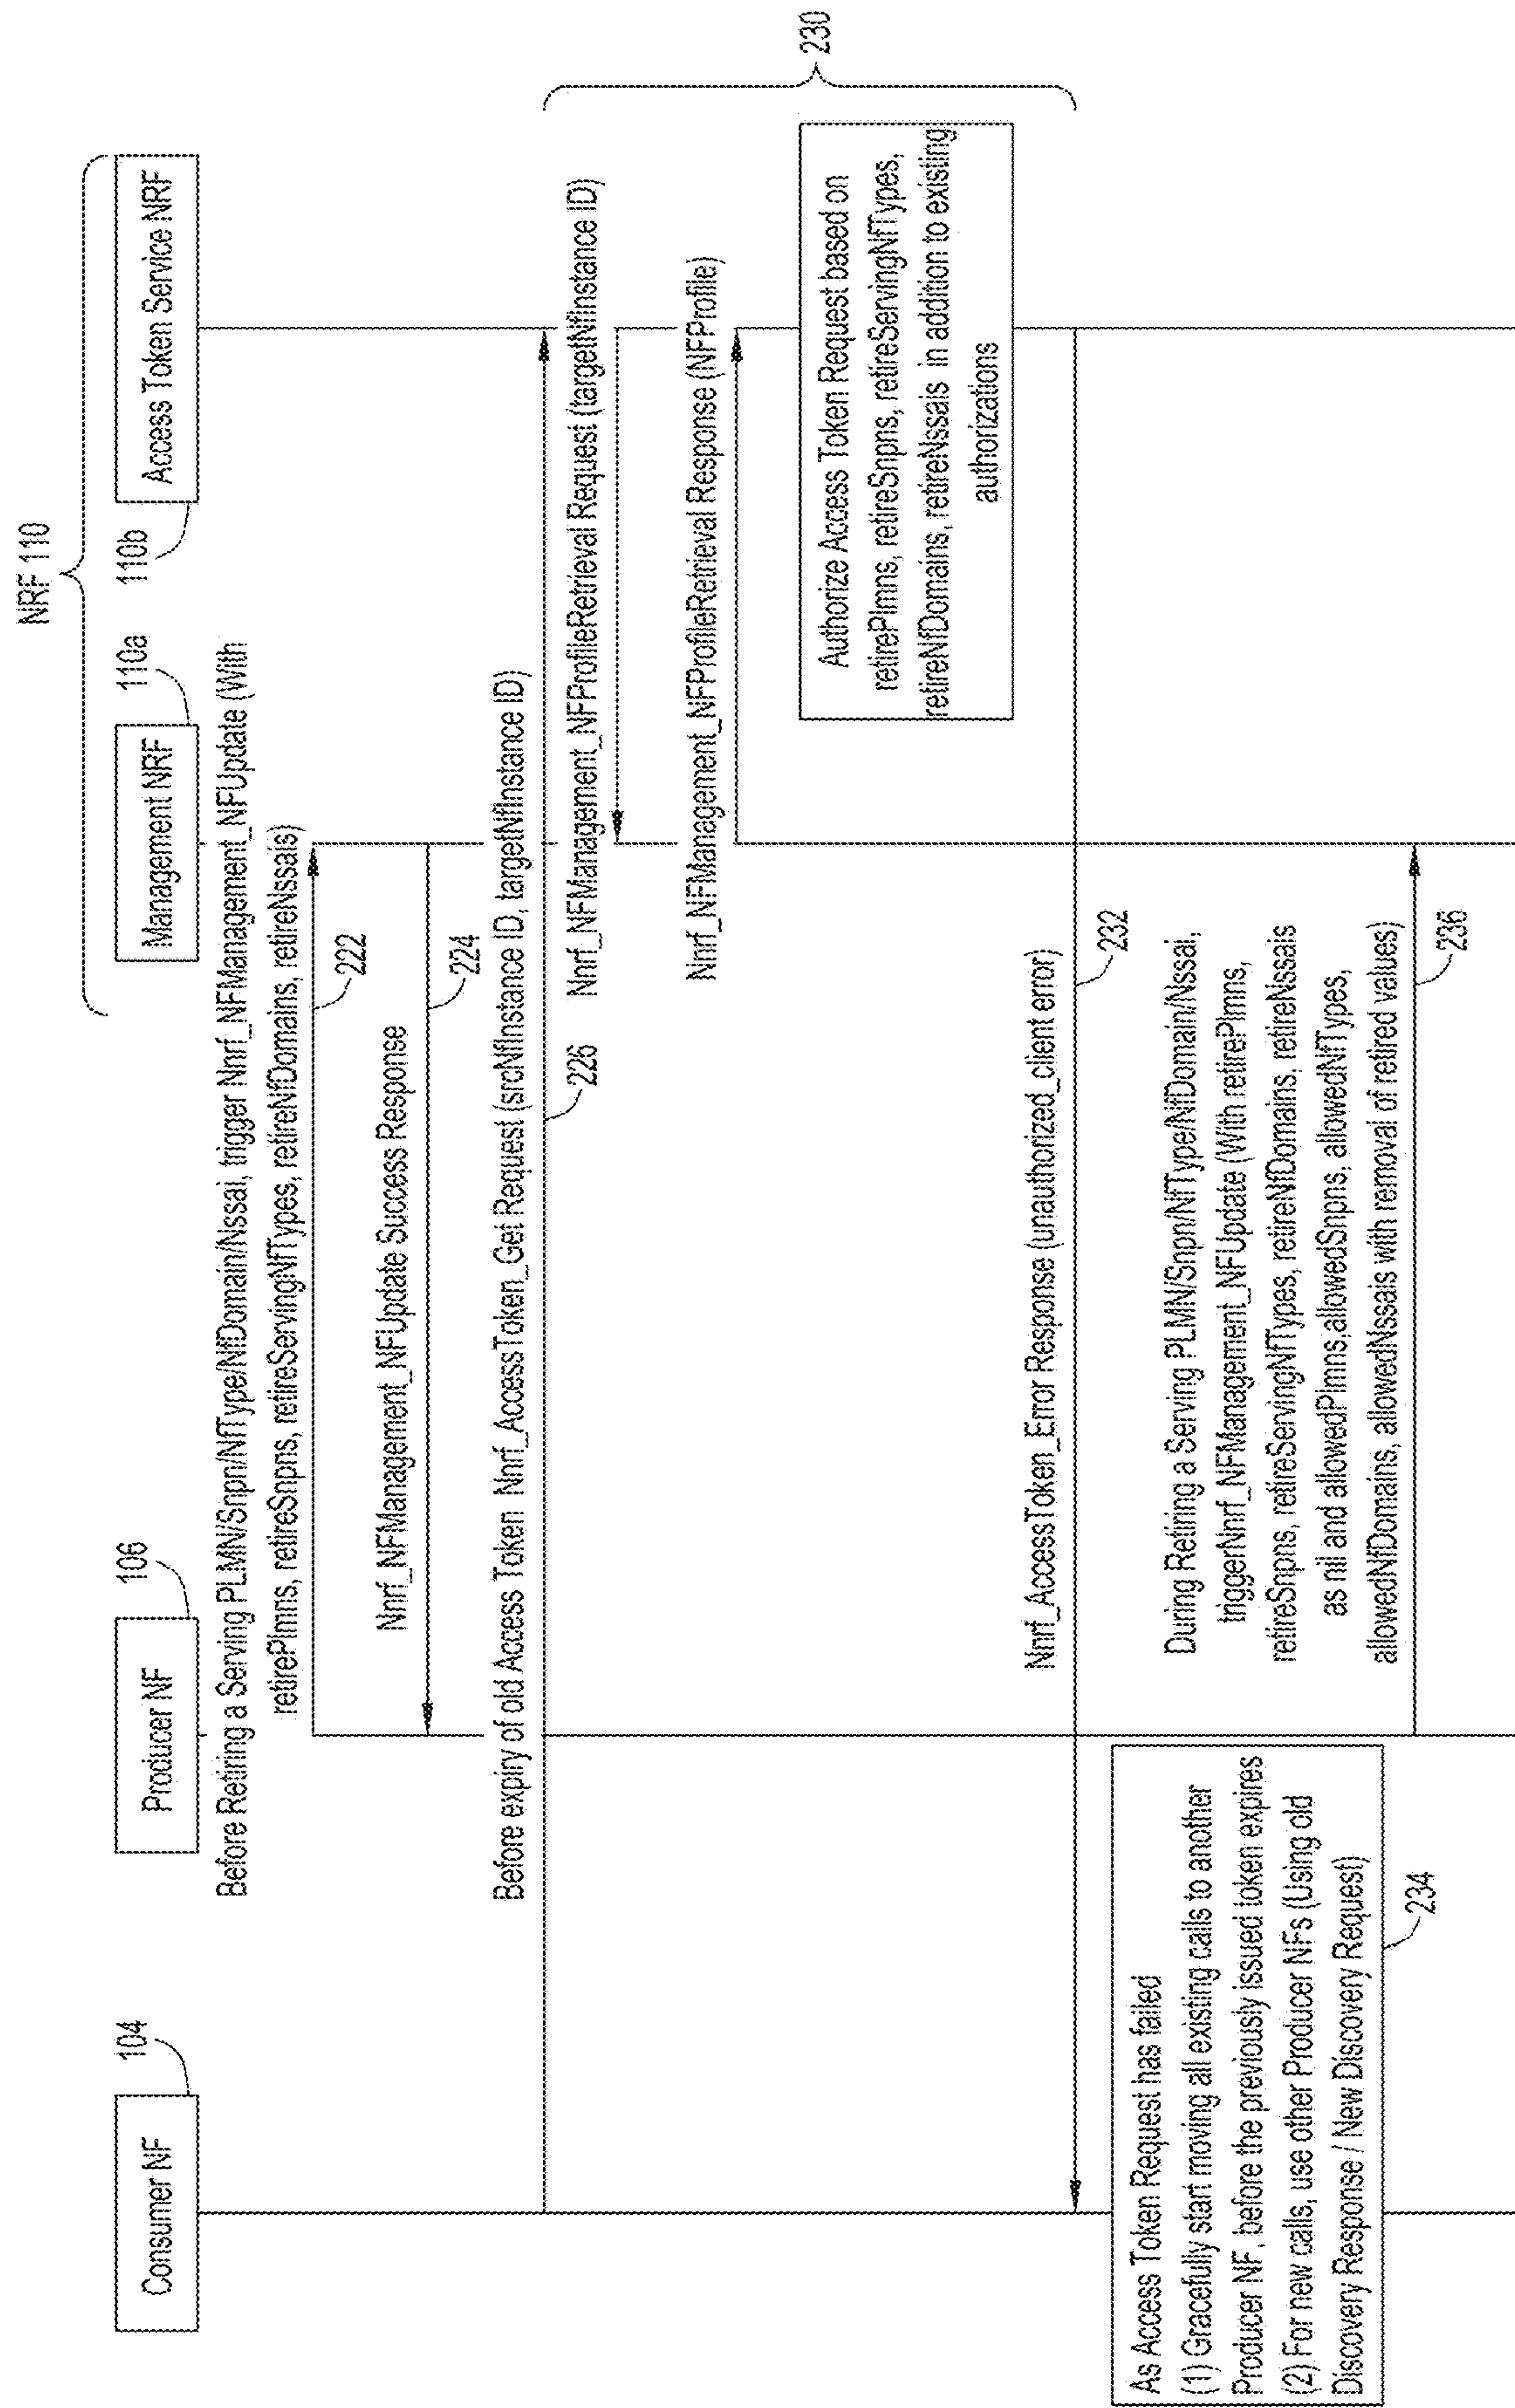 NRF 110
Consumer NF
104
Producer NF
106
Management NRF
110a
110b
Access Token Service NRF
Before Retiring a Serving PLMN/Snpn/NfType/NfDomain/Nssai, trigger Nnrf_NFManagement_NFUpdate (With
retirePlmns, retireSnpns, retireServingNfTypes, retireNfDomains, retireNssais)
222
Nnrf_NFManagement_NFUpdate Success Response
224
Before expiry of old Access Token Nnrf_AccessToken_Get Request (srcNfInstance ID, targetNfInstance ID)
226
Nnrf_NFManagement_NFProfileRetrieval Request (targetNfInstance ID)
Nnrf_NFManagement_NFProfileRetrieval Response (NFProfile)
Authorize Access Token Request based on
retirePlmns, retireSnpns, retireServingNfTypes,
retireNfDomains, retireNssais in addition to existing
authorizations
230
Nnrf_AccessToken_Error Response (unauthorized_client error)
232
As Access Token Request has failed
(1) Gracefully start moving all existing calls to another
Producer NF, before the previously issued token expires
(2) For new calls, use other Producer NFs (Using old
Discovery Response / New Discovery Request)
234
During Retiring a Serving PLMN/Snpn/NfType/NfDomain/Nssai,
triggerNnrf_NFManagement_NFUpdate (With retirePlmns,
retireSnpns, retireServingNfTypes, retireNfDomains, retireNssais
as nil and allowedPlmns,allowedSnpns, allowedNfTypes,
allowedNfDomains, allowedNssais with removal of retired values)
236